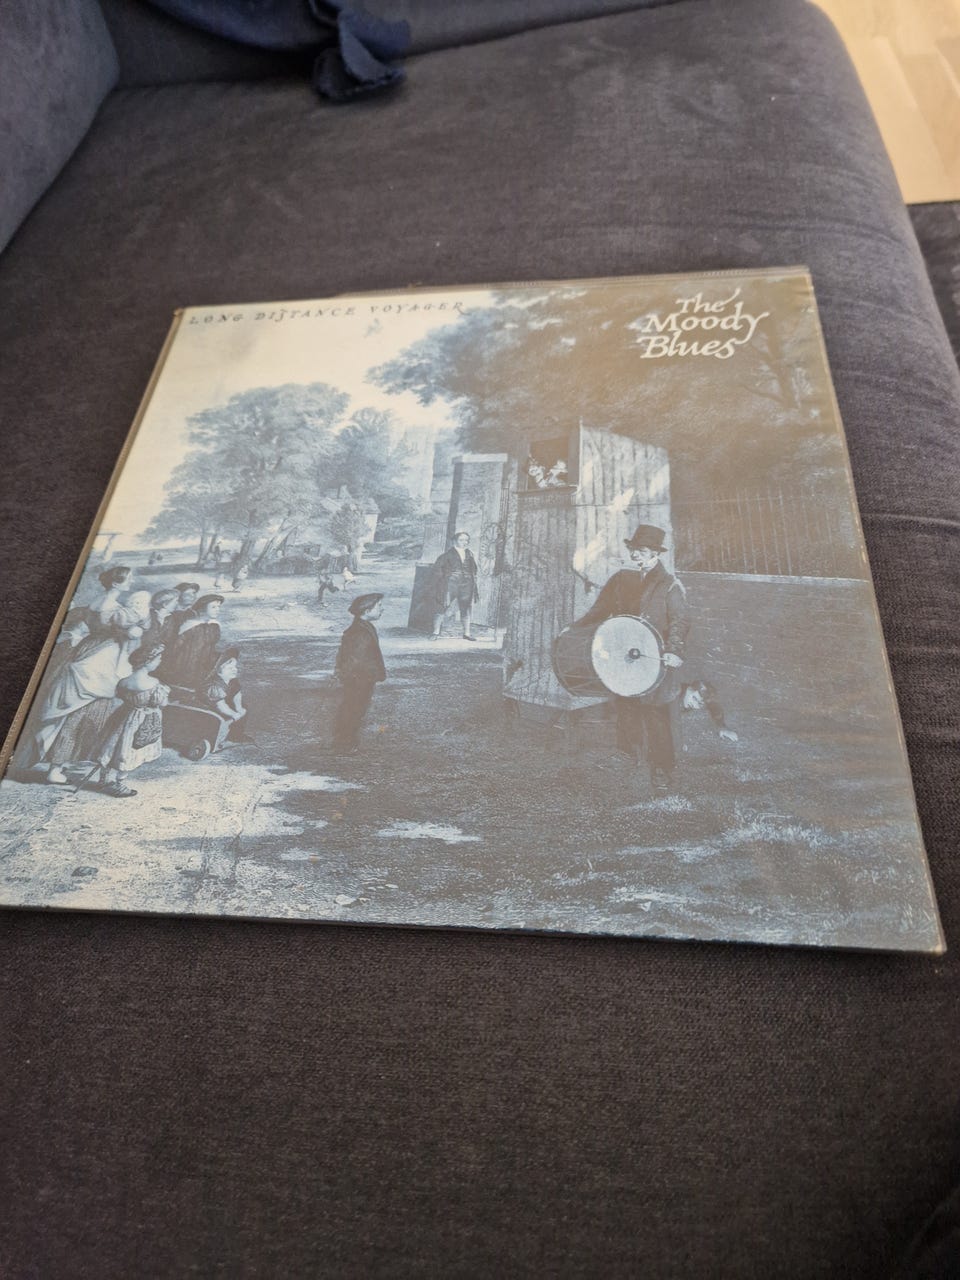 LONG DISTANCE VOYAGER
The
Moody
Blues